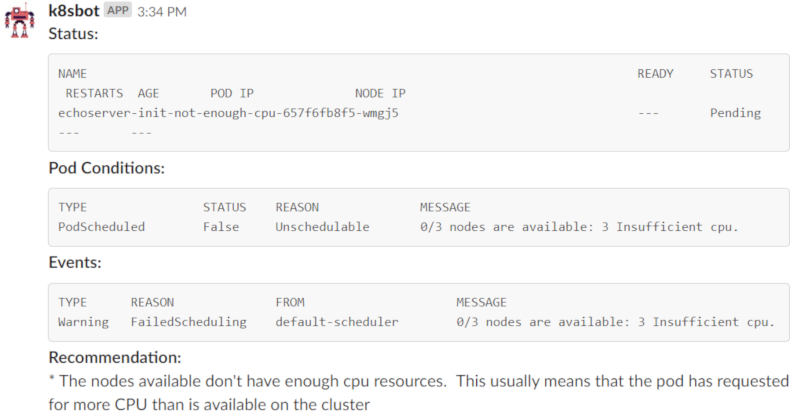 k8sbot APP 3:34 PM
Status:
NAME READY STATUS
RESTARTS AGE POD IP NODE IP
echoserver-init-not-enough-cpu-657f6fb8f5-wmgj5 --- Pending
--- ---
Pod Conditions:
TYPE STATUS REASON MESSAGE
PodScheduled False Unschedulable 0/3 nodes are available: 3 Insufficient cpu.
Events:
TYPE REASON FROM MESSAGE
Warning FailedScheduling default-scheduler 0/3 nodes are available: 3 Insufficient cpu.
Recommendation:
* The nodes available don't have enough cpu resources. This usually means that the pod has requested
for more CPU than is available on the cluster